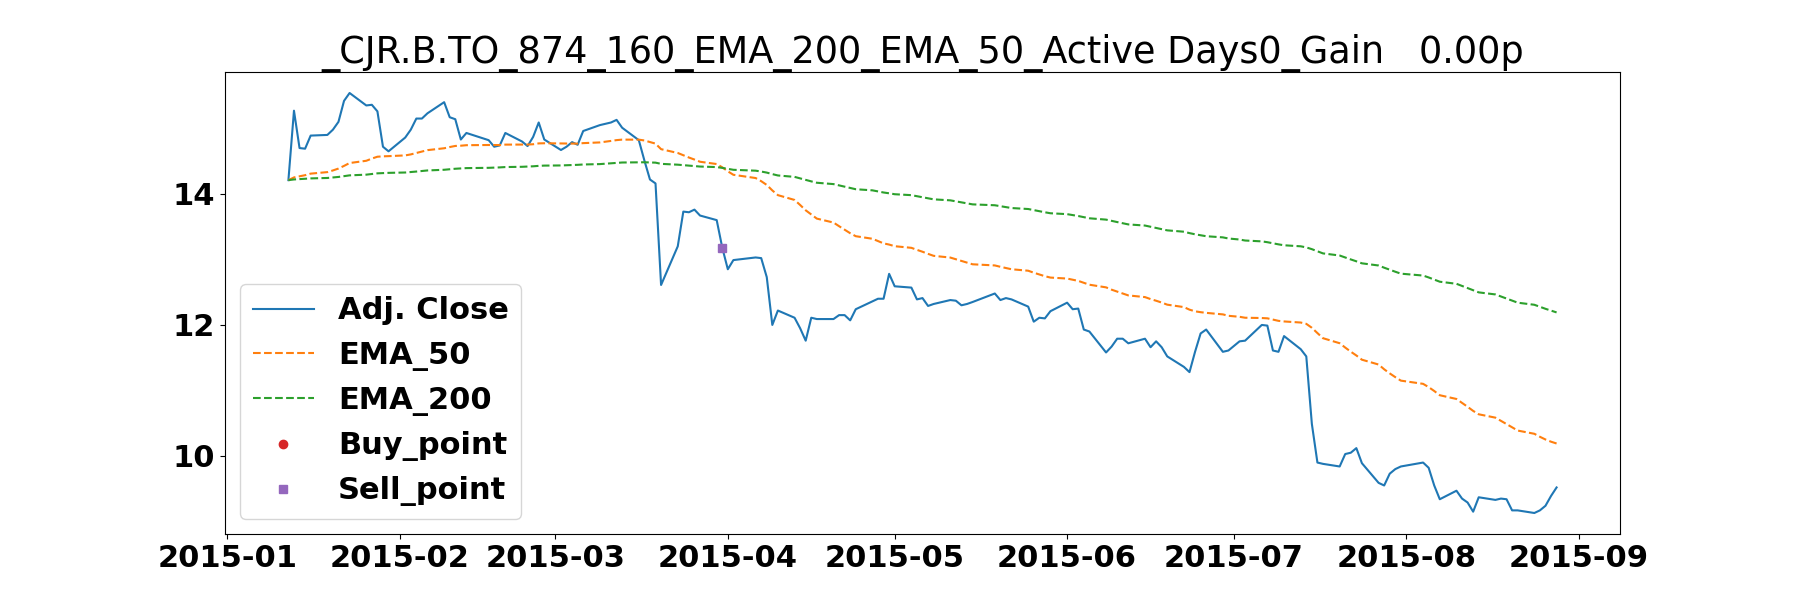 _CJR.B.TO_874_160_EMA_200_EMA_50_Active Days0_Gain   0.00p
14
12
10
Adj. Close
EMA_50
EMA_200
Buy_point
Sell_point
2015-01 2015-02 2015-03 2015-04 2015-05 2015-06 2015-07 2015-08 2015-09